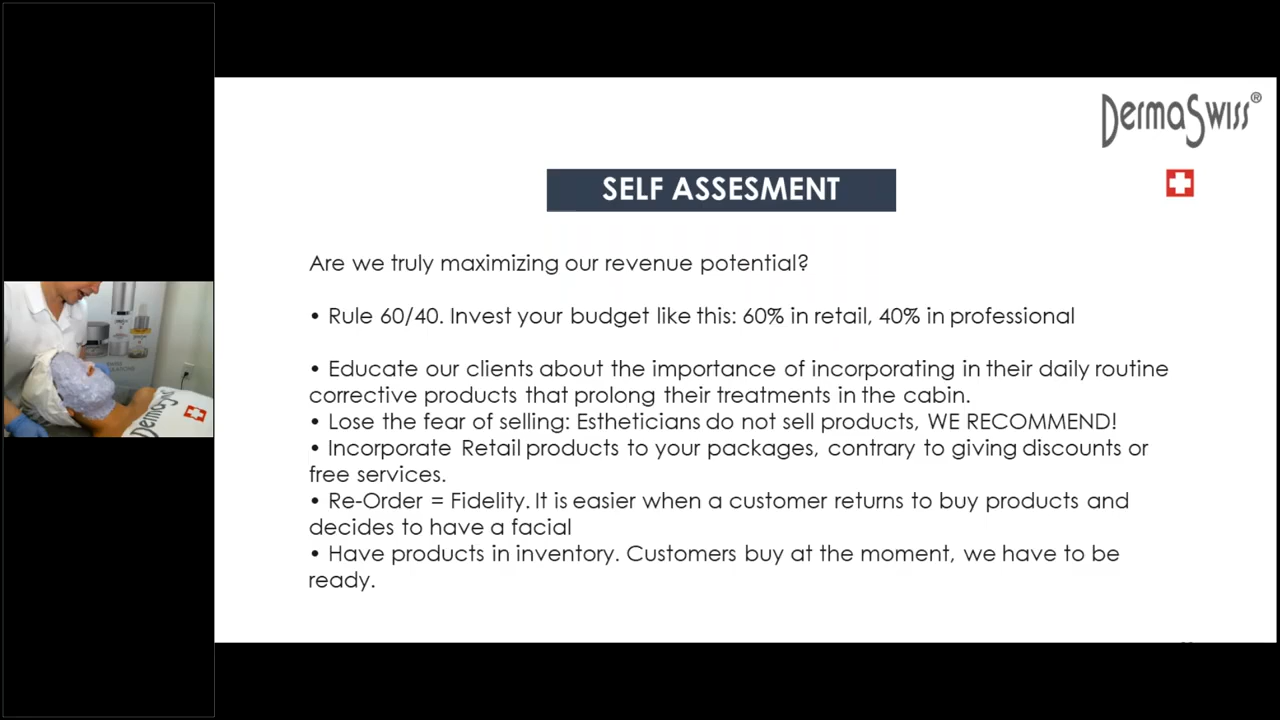 DermaSwiss®
SELF ASSESMENT
Are we truly maximizing our revenue potential?
• Rule 60/40. Invest your budget like this: 60% in retail, 40% in professional
• Educate our clients about the importance of incorporating in their daily routine
corrective products that prolong their treatments in the cabin.
• Lose the fear of selling: Estheticians do not sell products, WE RECOMMEND!
• Incorporate Retail products to your packages, contrary to giving discounts or
free services.
• Re-Order = Fidelity. It is easier when a customer returns to buy products and
decides to have a facial
• Have products in inventory. Customers buy at the moment, we have to be
ready.
DermaSwiss